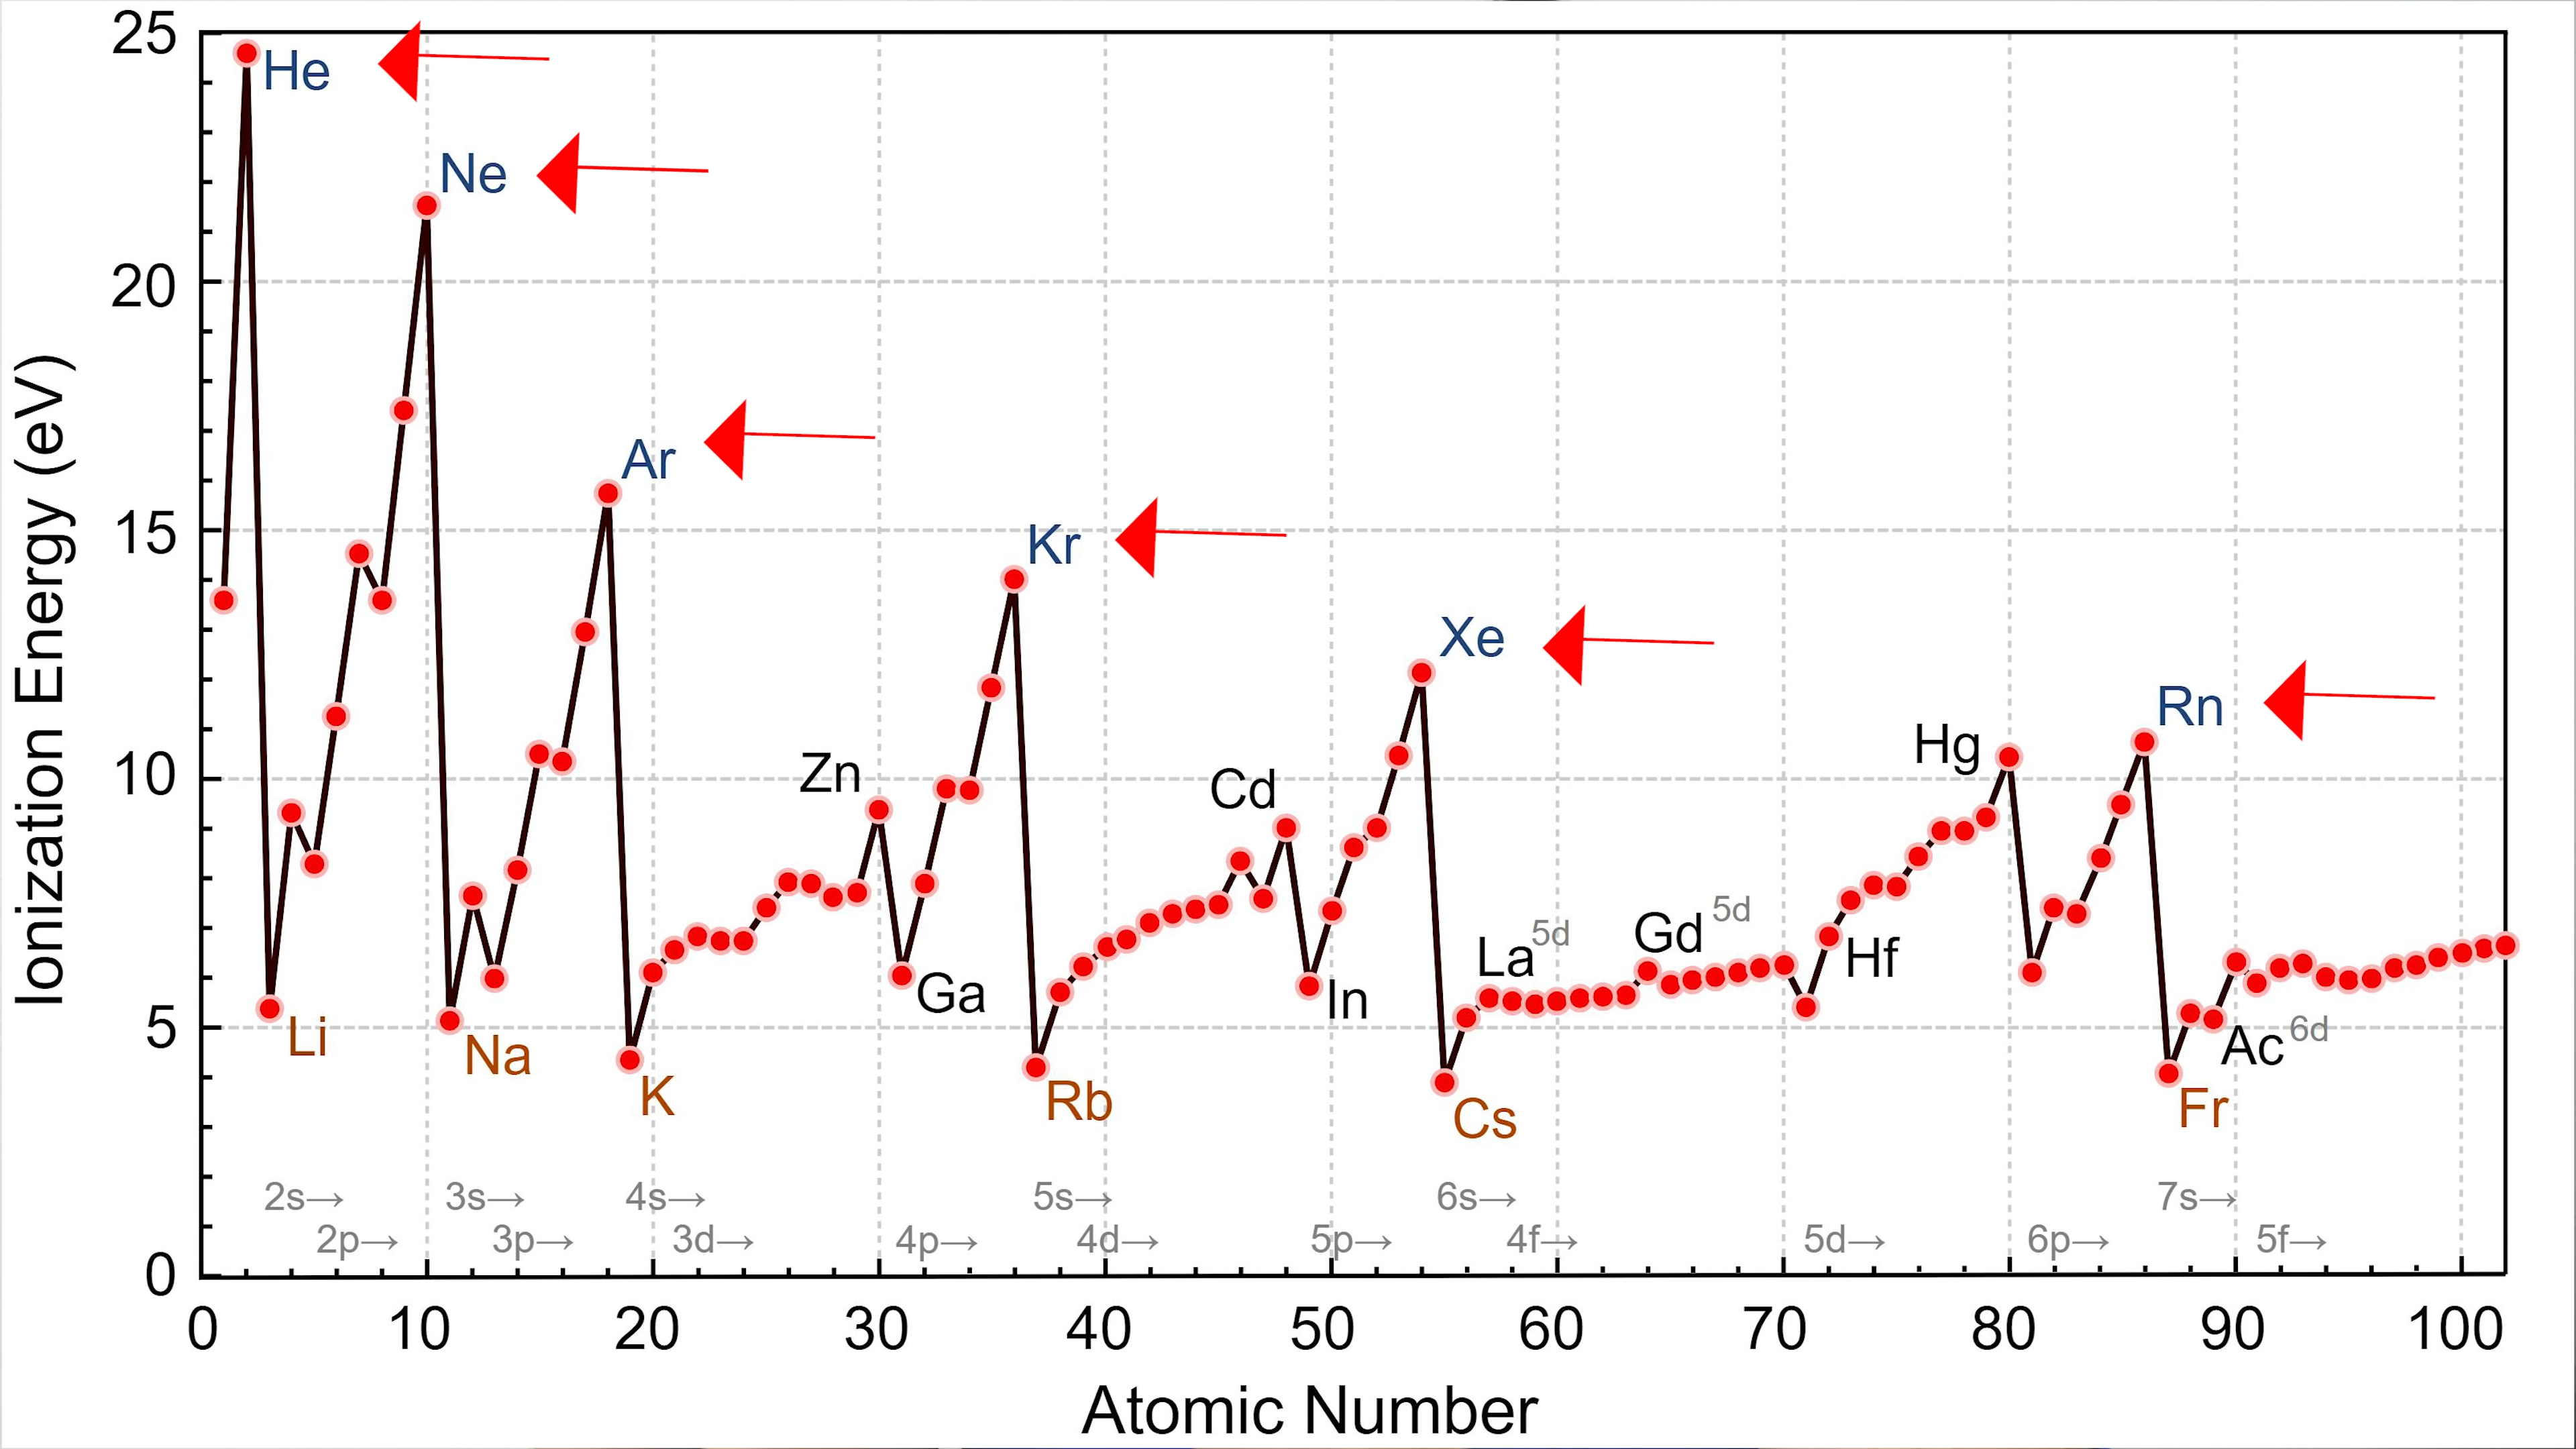 25
He
Ne
20
Ar
15
Kr
Xe
Rn
Hg
Zn
Cd
10
La5d
Gd 5d
Hf
Ga
In
5
Li
Na
K
Rb
Cs
Ac6d
Fr
2s→
3s→
4s→
5s→
6s→
7s→
2p→
3p→
3d→
4p→
4d→
5p→
4f→
5d→
6p→
5f→
0
0 10 20 30 40 50 60 70 80 90 100
Atomic Number
Ionization Energy (eV)